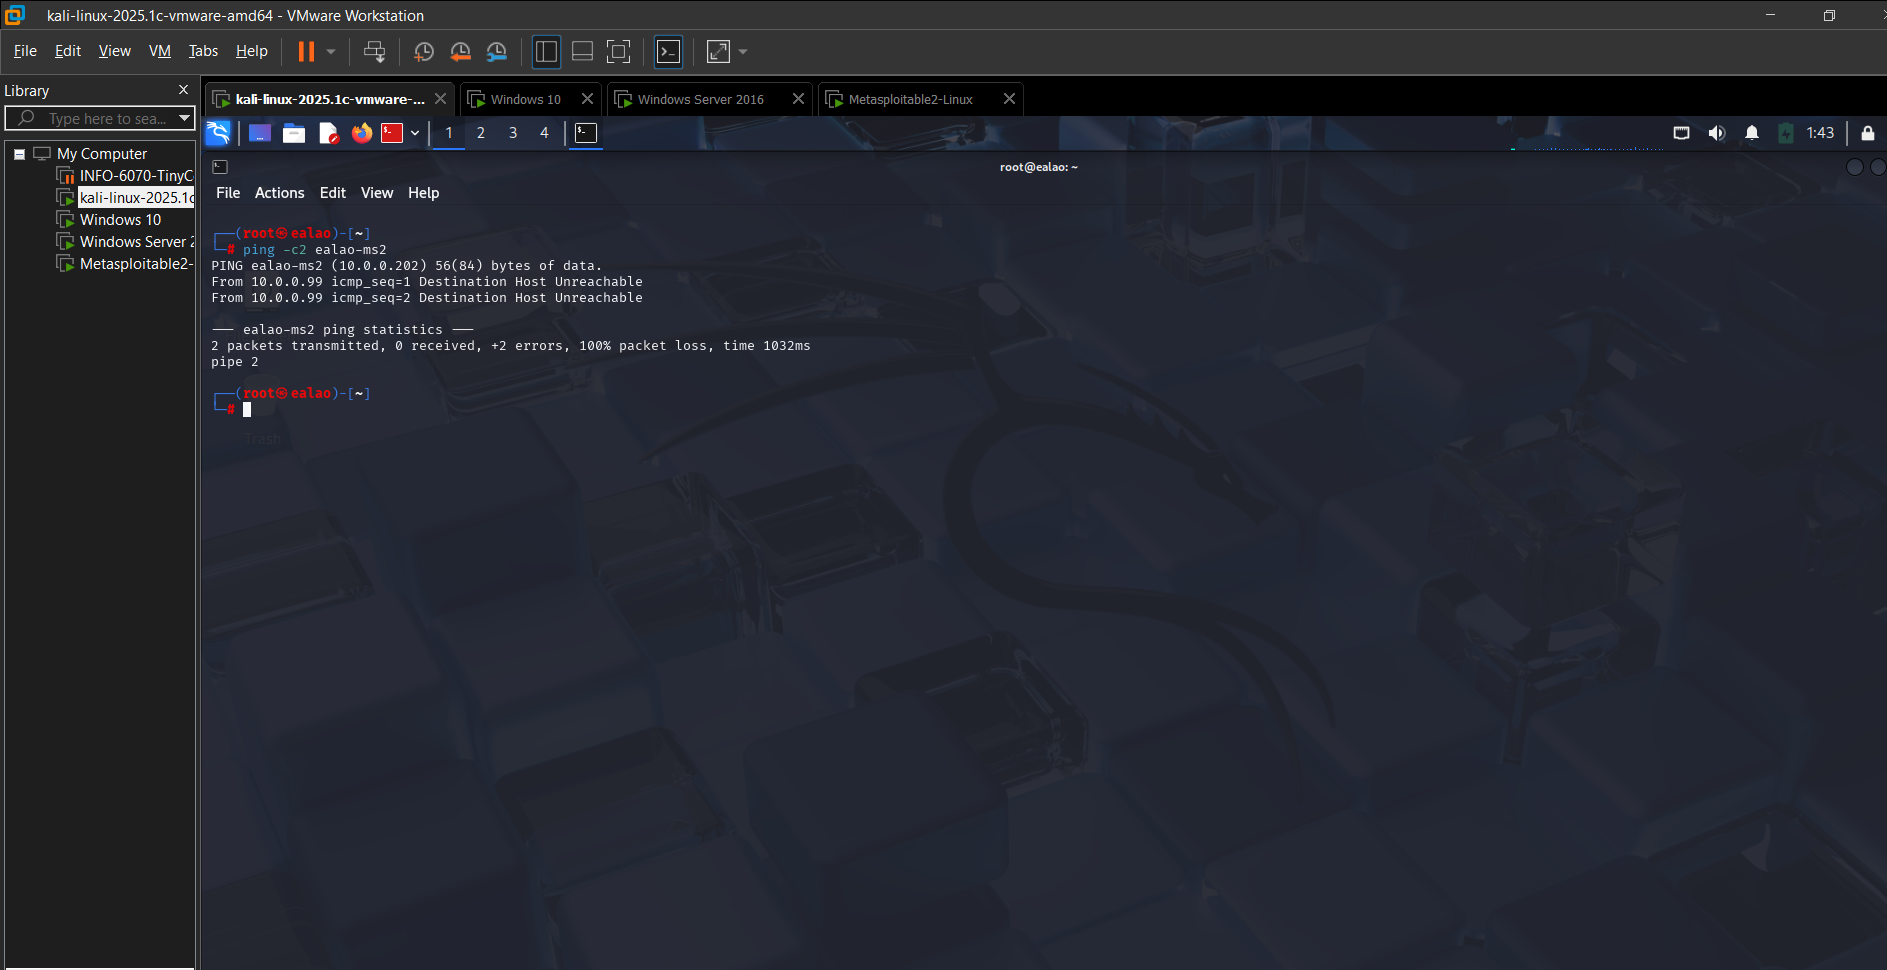 kali-linux-2025.1c-vmware-amd64 - VMware Workstation
File Edit View VM Tabs Help
Library
Type here to sea...
My Computer
INFO-6070-TinyC
kali-linux-2025.1c
Windows 10
Windows Server 2
Metasploitable2-
kali-linux-2025.1c-vmware-... Windows 10 Windows Server 2016 Metasploitable2-Linux
1 2 3 4 1:43
root@ealao: ~
File Actions Edit View Help
┌──(root㉿ealao)-[~]
└─# ping -c2 ealao-ms2
PING ealao-ms2 (10.0.0.202) 56(84) bytes of data.
From 10.0.0.99 icmp_seq=1 Destination Host Unreachable
From 10.0.0.99 icmp_seq=2 Destination Host Unreachable
--- ealao-ms2 ping statistics ---
2 packets transmitted, 0 received, +2 errors, 100% packet loss, time 1032ms
pipe 2
┌──(root㉿ealao)-[~]
└─#
Trash